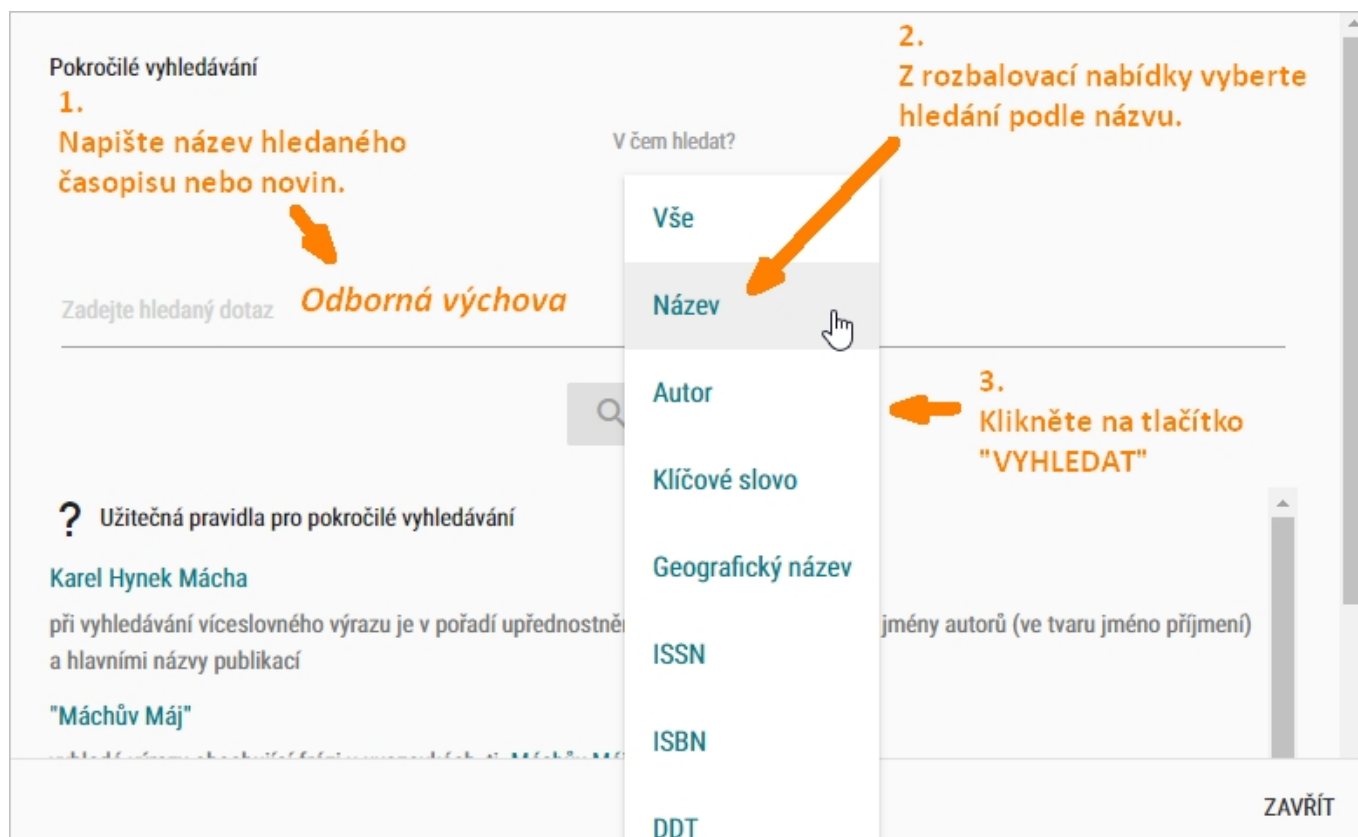 Pokročilé vyhledávání
1.
Napište název hledaného
časopisu nebo novin.
2.
Z rozbalovací nabídky vyberte
hledání podle názvu.
V čem hledat?
Zadejte hledaný dotaz
Odborná výchova
Vše
Název
Autor
Klíčové slovo
Geografický název
ISSN
ISBN
DDT
3.
Klikněte na tlačítko
"VYHLEDAT"
? Užitečná pravidla pro pokročilé vyhledávání
Karel Hynek Mácha
při vyhledávání víceslovného výrazu je v pořadí upřednostně jmény autorů (ve tvaru jméno příjmení)
a hlavními názvy publikací
"Máchův Máj"
ZAVŘÍT